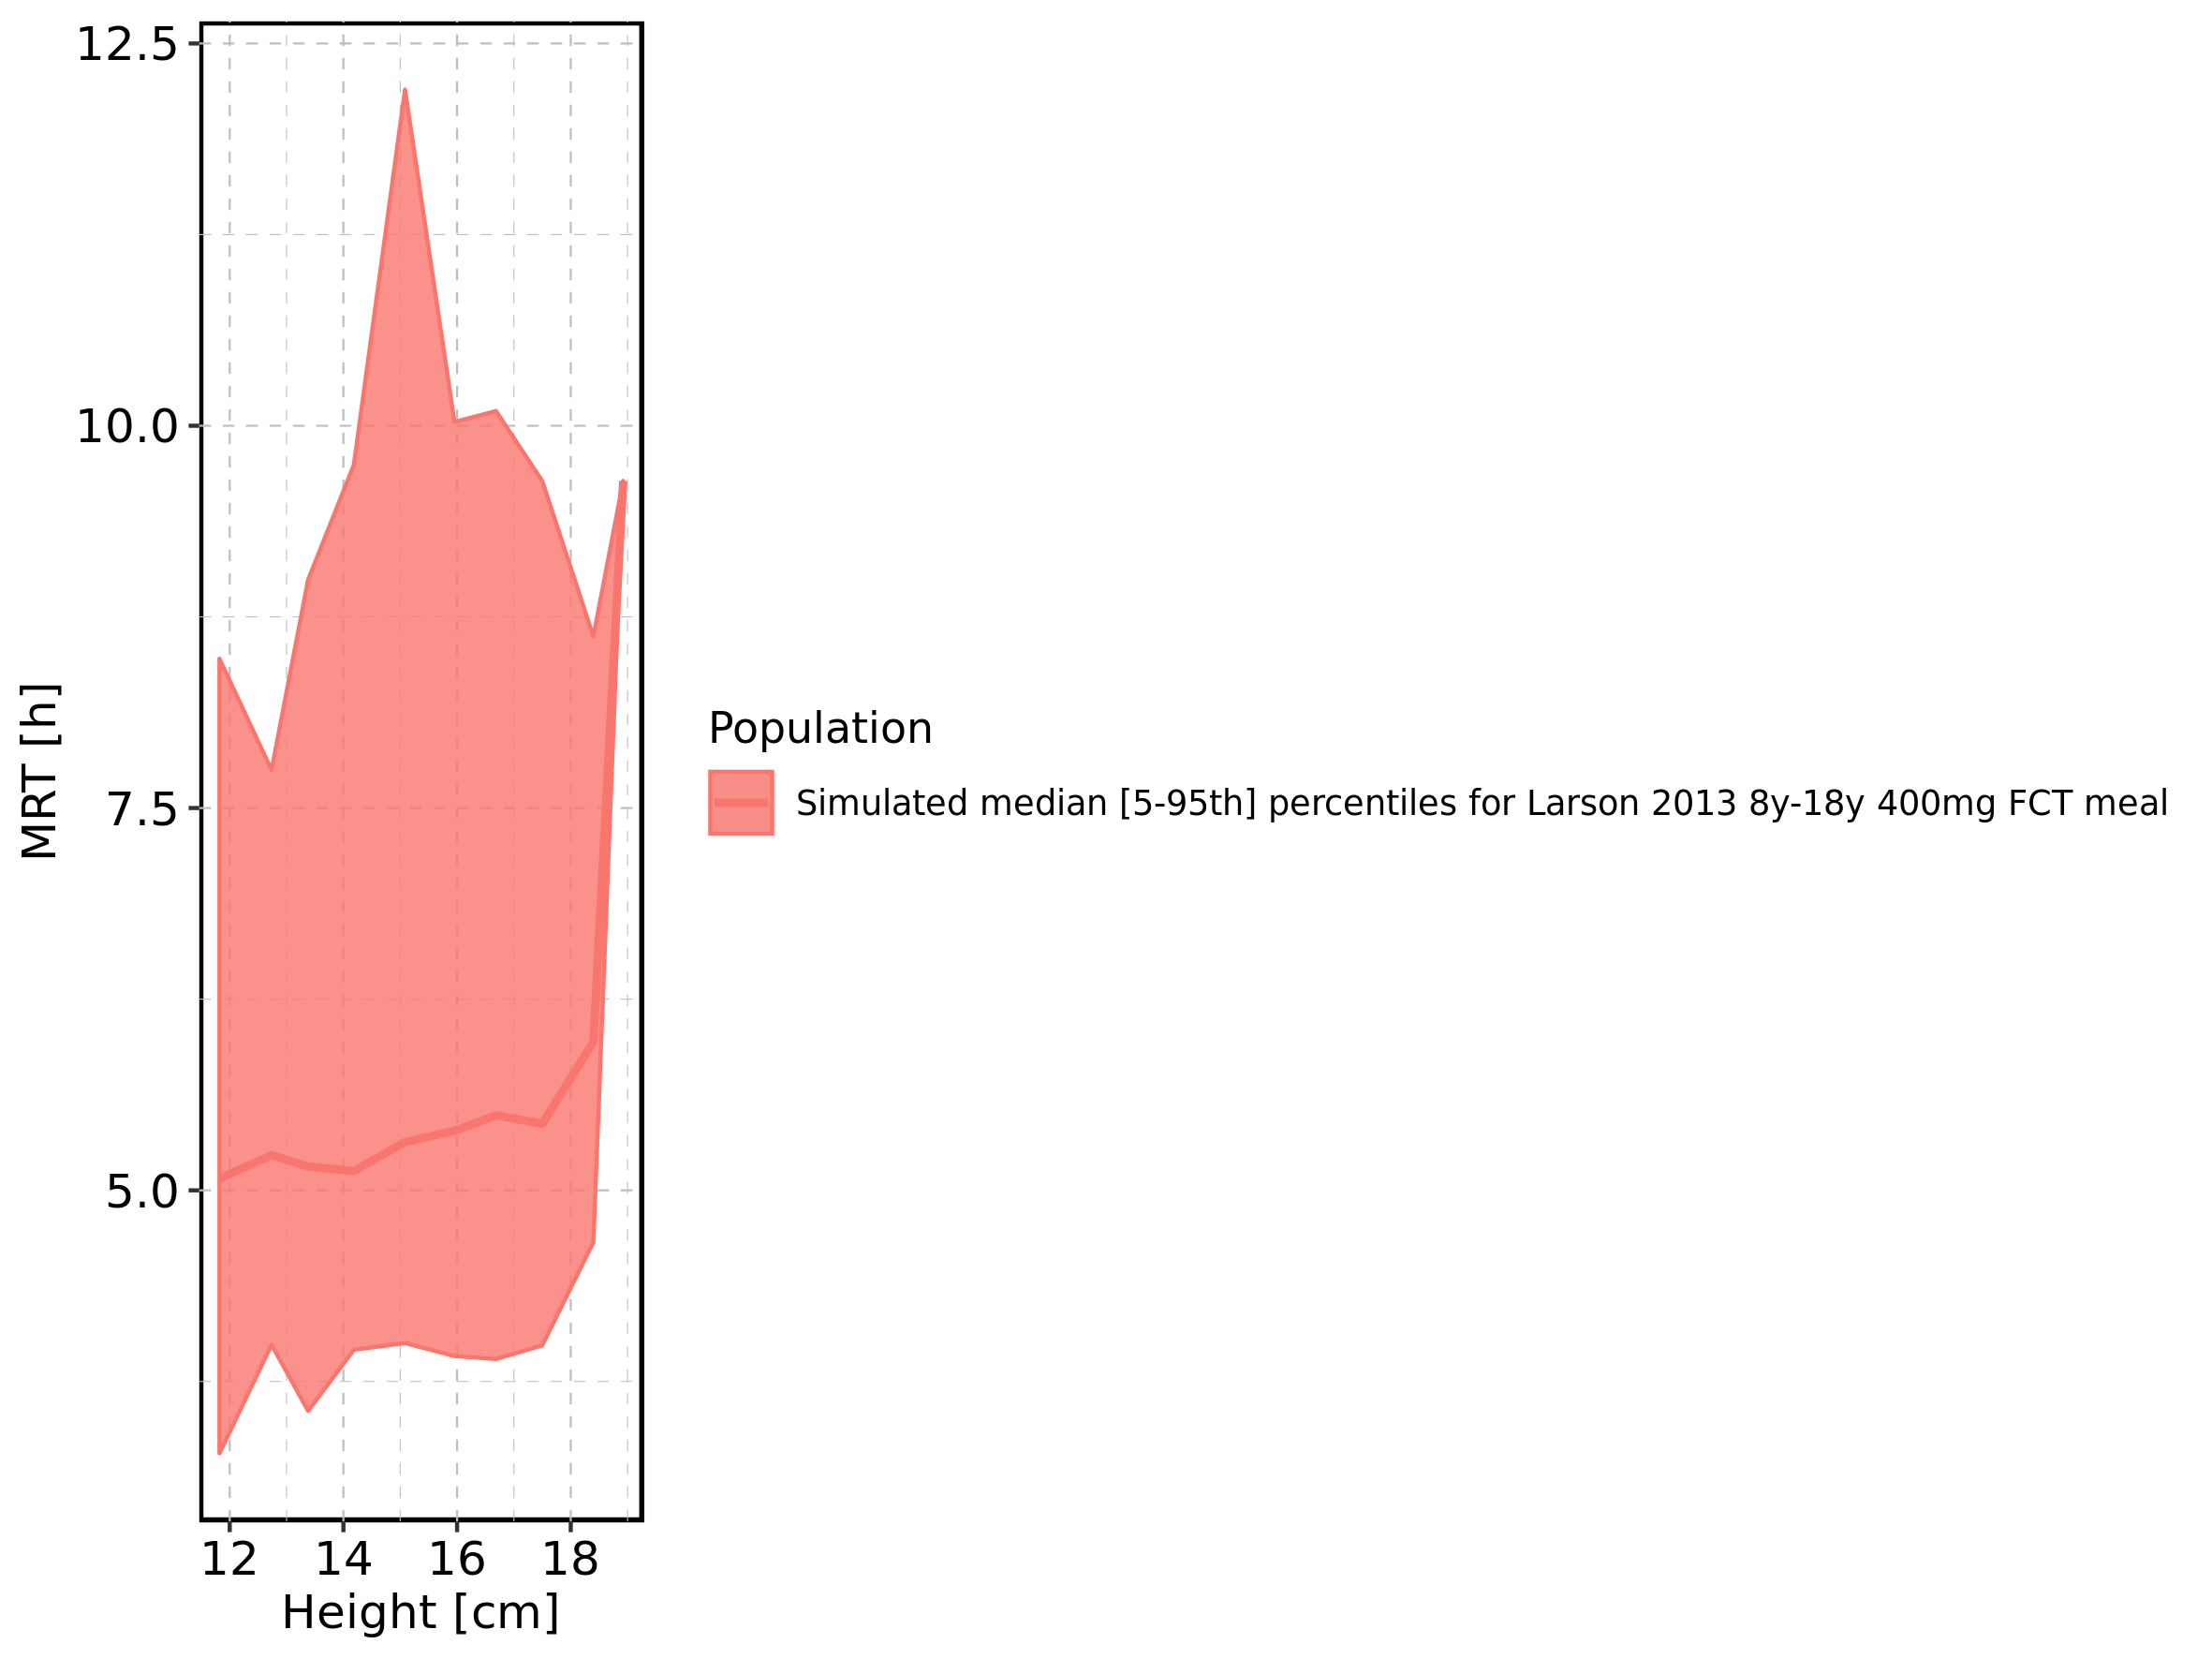 12.5
10.0
7.5
5.0
MRT [h]
12 14 16 18
Height [cm]
Population
Simulated median [5-95th] percentiles for Larson 2013 8y-18y 400mg FCT meal